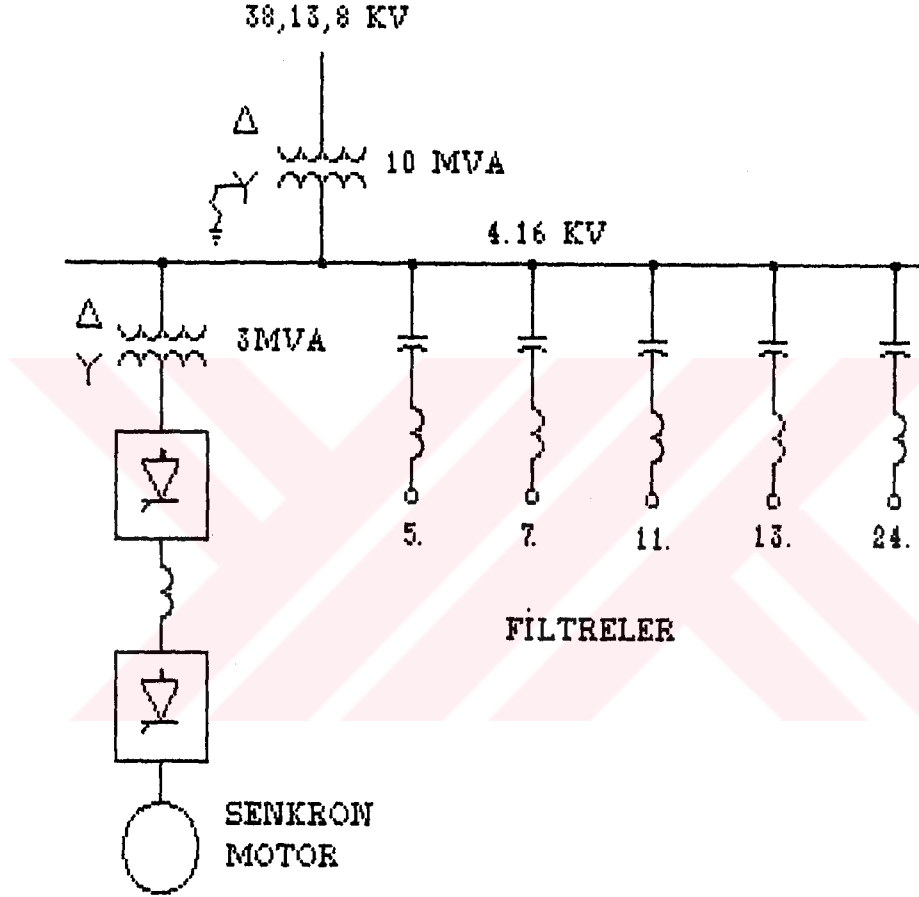 38,13,8 KV
10 MVA
4.16 KV
3MVA
5.
7.
11.
13.
24.
FİLTRELER
SENKRON
MOTOR